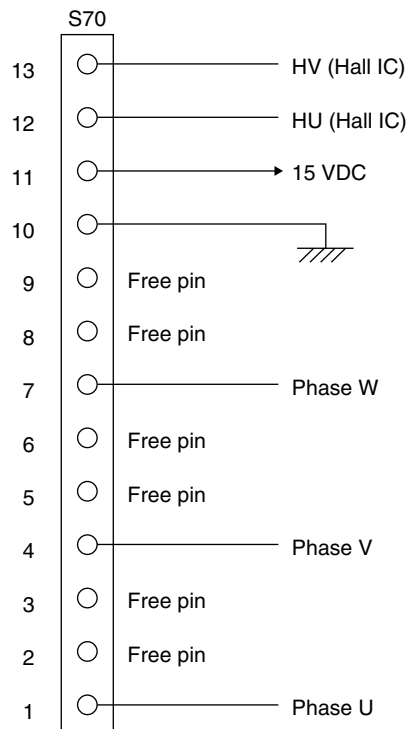 S70
13 HV (Hall IC)
12 HU (Hall IC)
11 15 VDC
10
9 Free pin
8 Free pin
7 Phase W
6 Free pin
5 Free pin
4 Phase V
3 Free pin
2 Free pin
1 Phase U